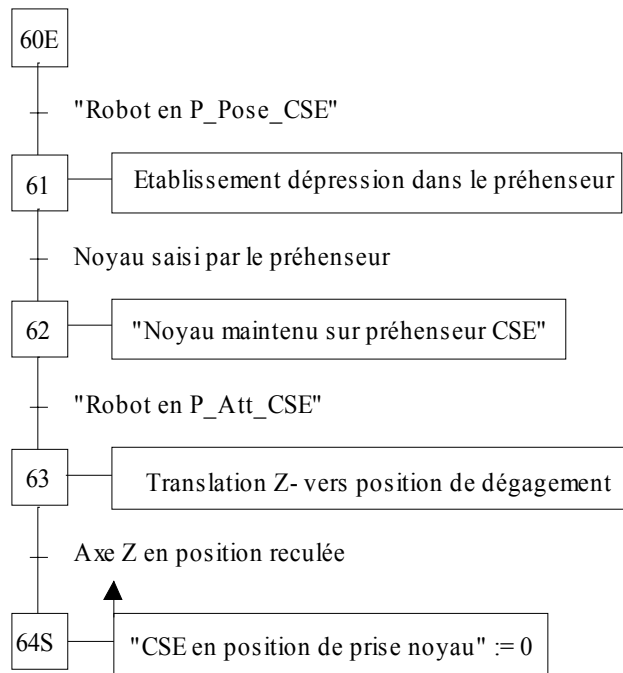 60E
"Robot en P_Pose_CSE"
61
Etablissement dépression dans le préhenseur
Noyau saisi par le préhenseur
62
"Noyau maintenu sur préhenseur CSE"
"Robot en P_Att_CSE"
63
Translation Z- vers position de dégagement
Axe Z en position reculée
64S
"CSE en position de prise noyau" := 0